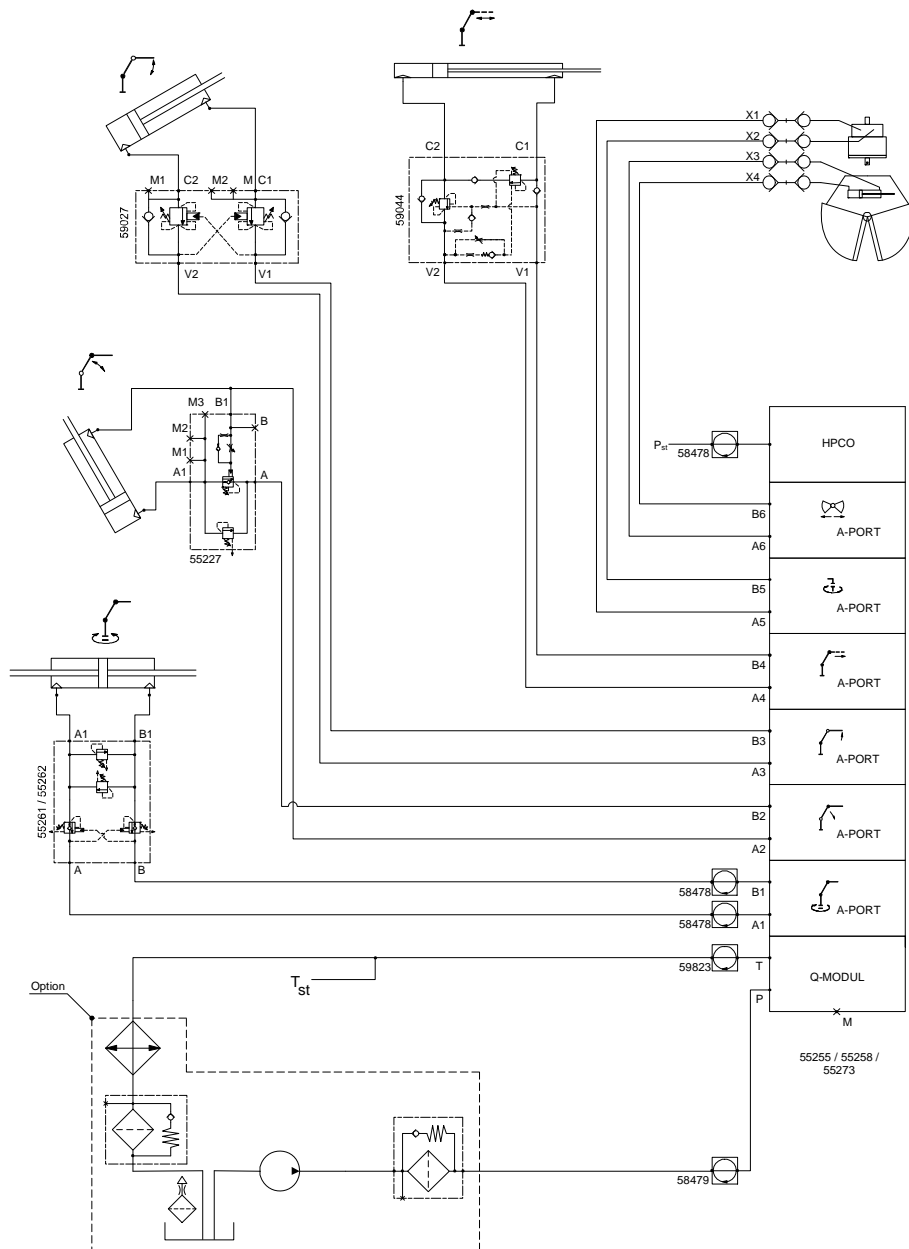 X1
X2
X3
X4
C2
C1
M1 C2 M2 M C1
59027
59044
V2 V1
V2 V1
M3 B1
B
M2
M1
A1 A
55227
Pst
58478
HPCO
B6
A-PORT
A6
B5
A-PORT
A5
B4
A-PORT
A4
B3
A-PORT
A3
B2
A-PORT
A2
A1 B1
55261 / 55262
A B
58478
B1
A-PORT
58478
A1
59823
T
Q-MODUL
Tst
P
M
Option
55255 / 55258 /
55273
58479